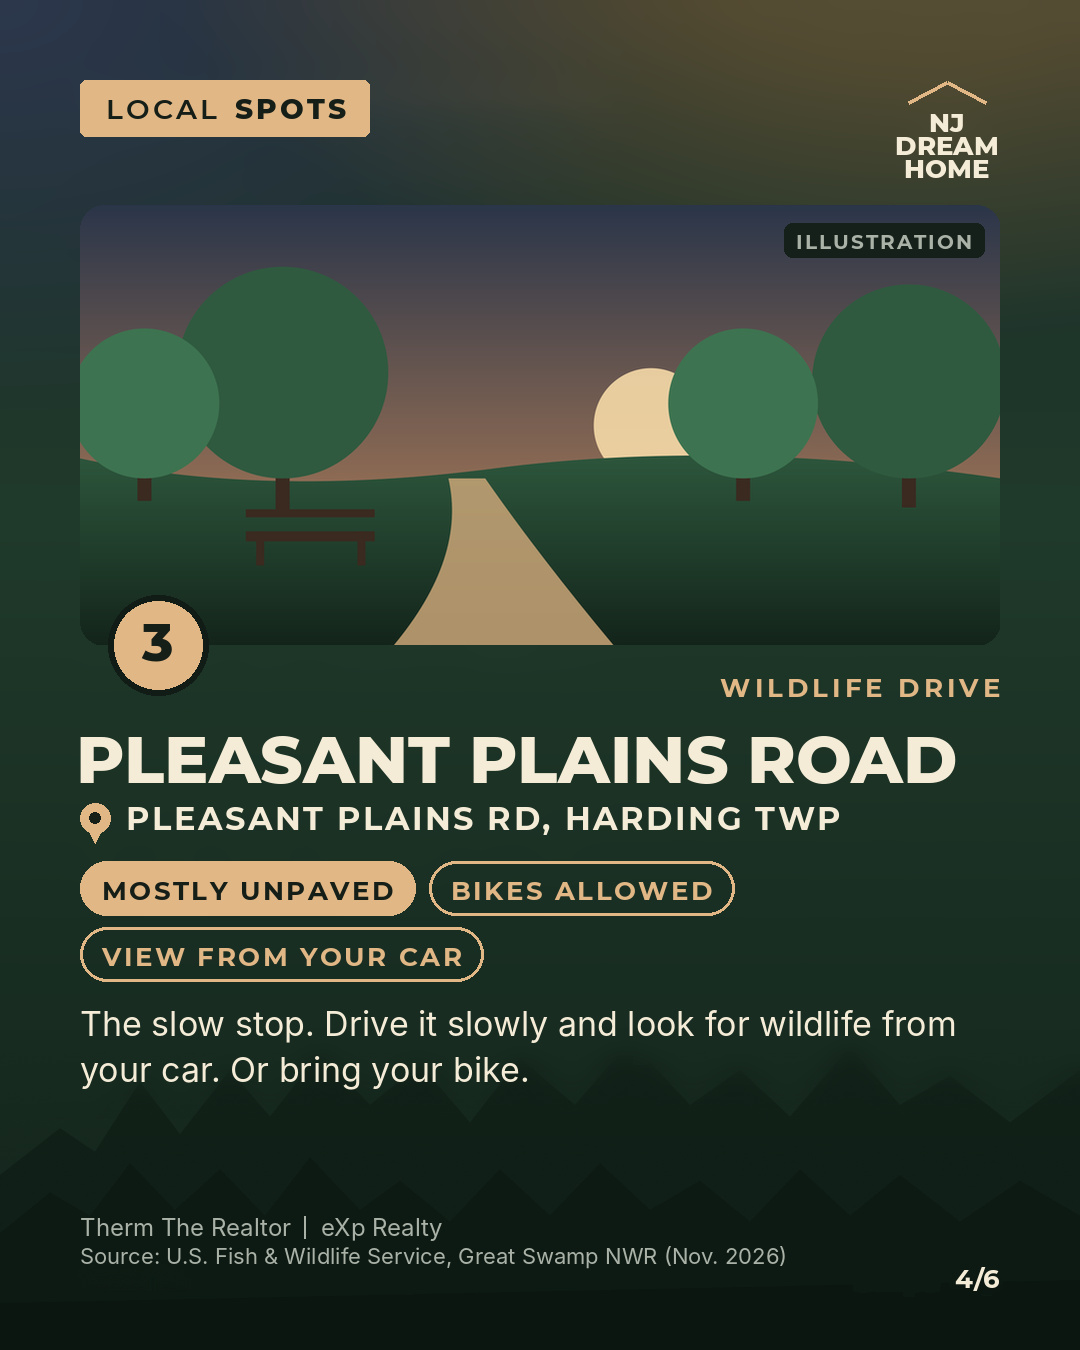 LOCAL SPOTS
NJ
DREAM
HOME
ILLUSTRATION
3
WILDLIFE DRIVE
PLEASANT PLAINS ROAD
PLEASANT PLAINS RD, HARDING TWP
MOSTLY UNPAVED
BIKES ALLOWED
VIEW FROM YOUR CAR
The slow stop. Drive it slowly and look for wildlife from
your car. Or bring your bike.
Therm The Realtor | eXp Realty
Source: U.S. Fish & Wildlife Service, Great Swamp NWR (Nov. 2026)
4/6